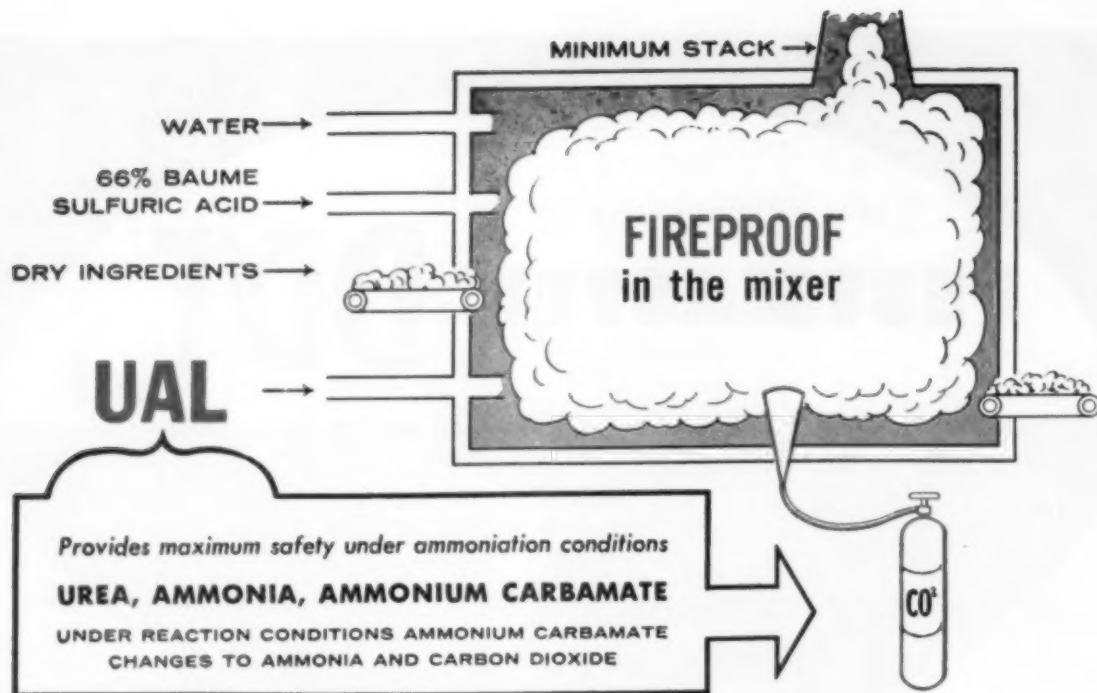 MINIMUM STACK
WATER
66% BAUME
SULFURIC ACID
DRY INGREDIENTS
UAL
FIREPROOF
in the mixer
Provides maximum safety under ammoniation conditions
UREA, AMMONIA, AMMONIUM CARBAMATE
UNDER REACTION CONDITIONS AMMONIUM CARBAMATE
CHANGES TO AMMONIA AND CARBON DIOXIDE
CO²